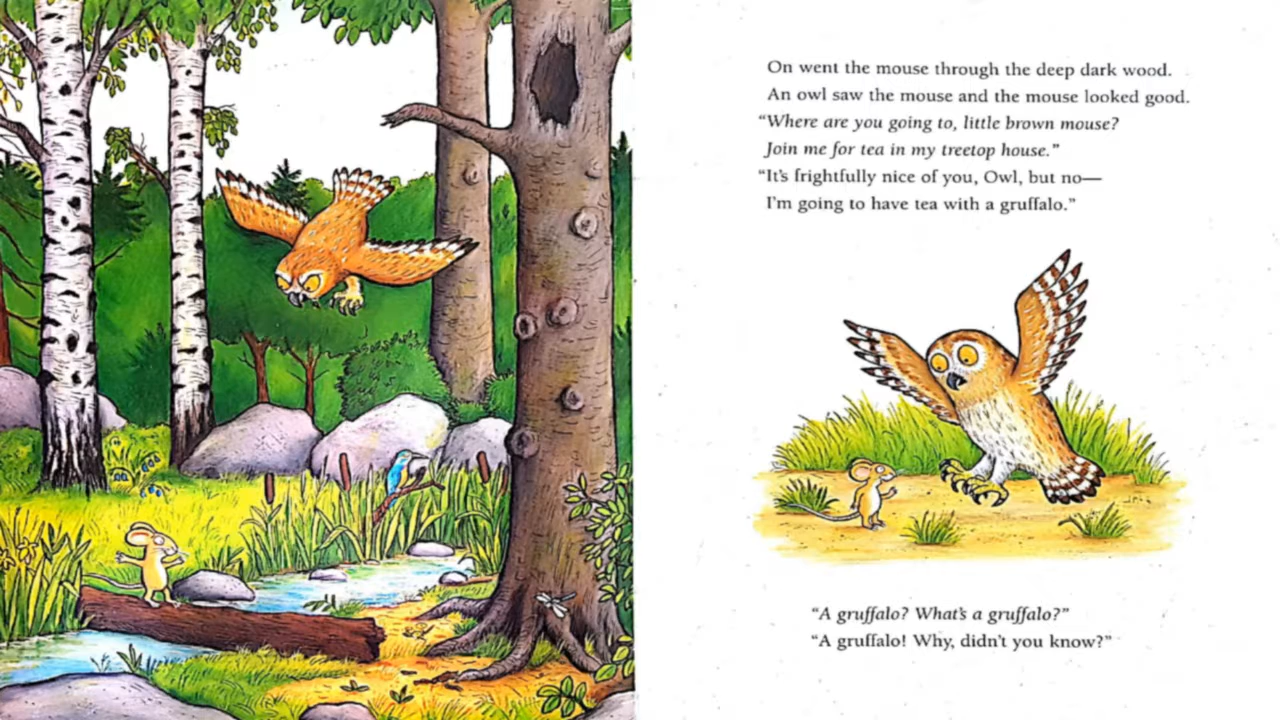 On went the mouse through the deep dark wood.
An owl saw the mouse and the mouse looked good.
“Where are you going to, little brown mouse?
Join me for tea in my treetop house.”
“It’s frightfully nice of you, Owl, but no—
I’m going to have tea with a gruffalo.”
“A gruffalo? What’s a gruffalo?”
“A gruffalo! Why, didn’t you know?”